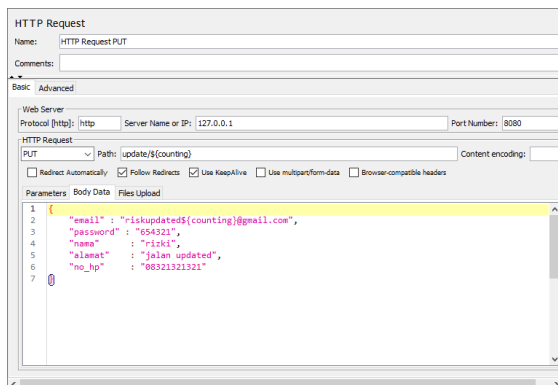 HTTP Request
Name: HTTP Request PUT
Comments:
Basic Advanced
Web Server
Protocol [http]: http Server Name or IP: 127.0.0.1 Port Number: 8080
HTTP Request
PUT Path: update/${counting} Content encoding:
Redirect Automatically Follow Redirects Use KeepAlive Use multipart/form-data Browser-compatible headers
Parameters Body Data Files Upload
1 {
2 "email" : "riskupdated${counting}@gmail.com",
3 "password" : "654321",
4 "nama" : "rizki",
5 "alamat" : "jalan updated",
6 "no_hp" : "08321321321"
7 }